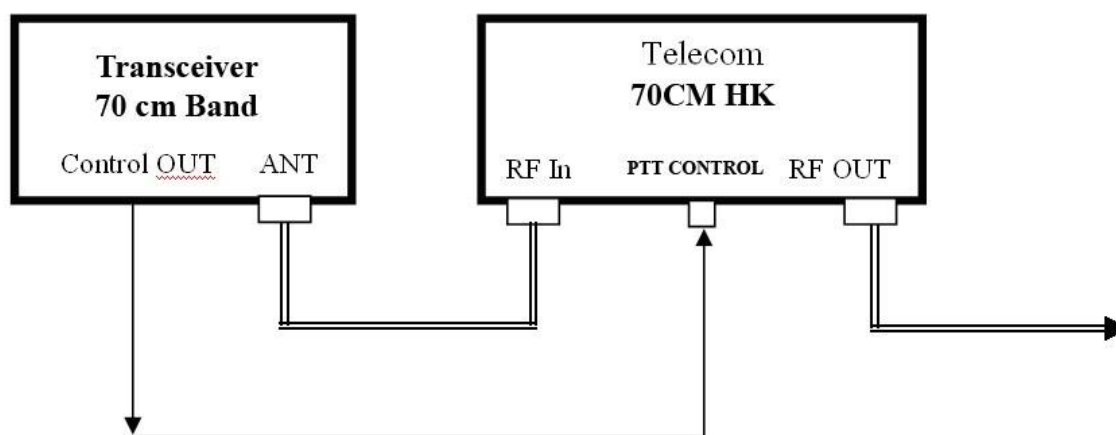 Transceiver
70 cm Band
Control OUT ANT
Telecom
70CM HK
RF In PTT CONTROL RF OUT